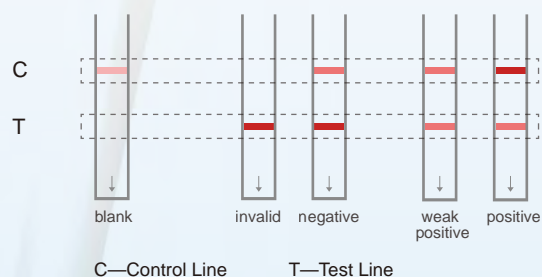 C
T
blank invalid negative weak positive positive
C—Control Line T—Test Line